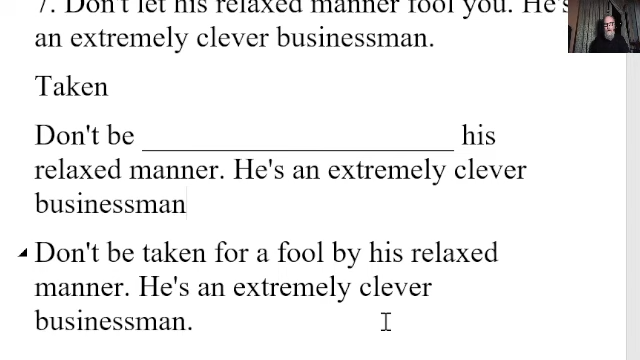 7. Don't let his relaxed manner fool you. He's
an extremely clever businessman.
Taken
Don't be __________________________ his
relaxed manner. He's an extremely clever
businessman
Don't be taken for a fool by his relaxed
manner. He's an extremely clever
businessman.